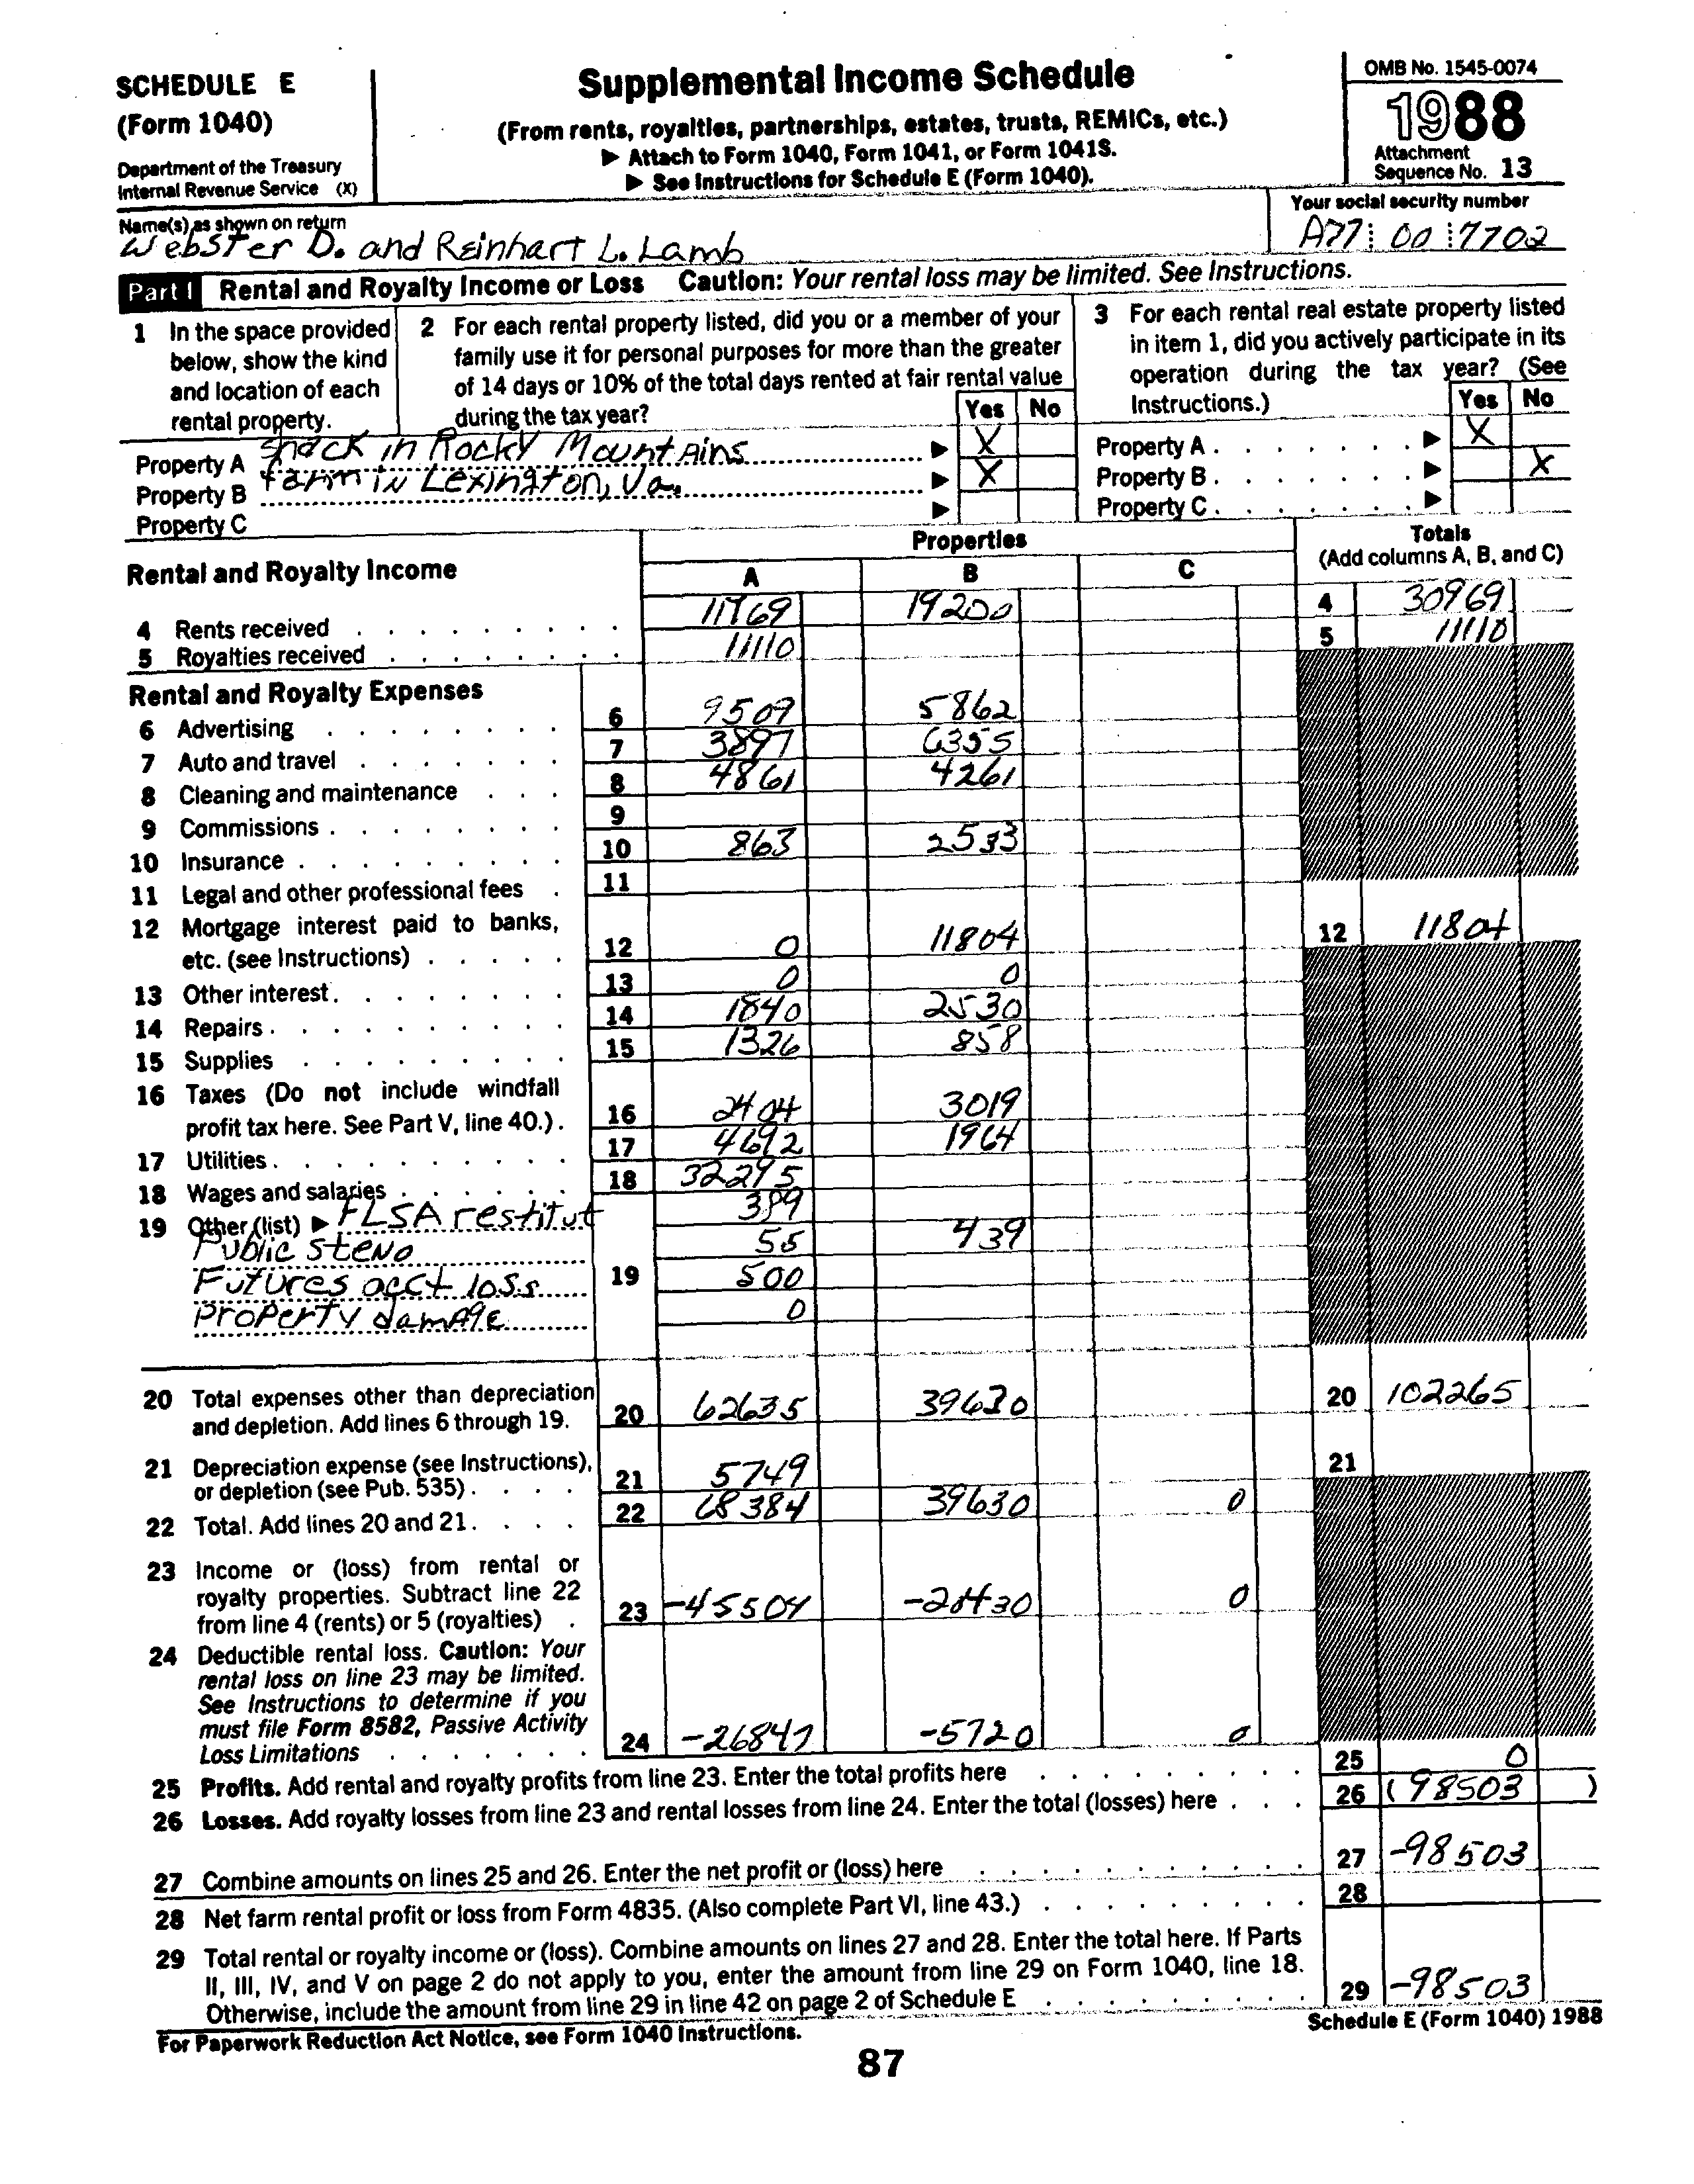 SCHEDULE E
(Form 1040)
Department of the Treasury
Internal Revenue Service (X)
Supplemental Income Schedule
(From rents, royalties, partnerships, estates, trusts, REMICs, etc.)
▶ Attach to Form 1040, Form 1041, or Form 1041S.
▶ See Instructions for Schedule E (Form 1040).
OMB No. 1545-0074
1988
Attachment
Sequence No. 13
Name(s) as shown on return
Webster D. and Reinhart L. Lamb
Your social security number
A77 00 7702
Part I Rental and Royalty Income or Loss Caution: Your rental loss may be limited. See Instructions.
1 In the space provided
below, show the kind
and location of each
rental property.
2 For each rental property listed, did you or a member of your
family use it for personal purposes for more than the greater
of 14 days or 10% of the total days rented at fair rental value
during the tax year?
Yes No
3 For each rental real estate property listed
in item 1, did you actively participate in its
operation during the tax year? (See
Instructions.)
Yes No
Property A shack in Rocky Mountains ▶ X
Property B farm in Lexington, Va. ▶ X
Property C ▶
Property A ▶ X
Property B ▶ X
Property C ▶
Rental and Royalty Income
Properties
A B C
Totals
(Add columns A, B, and C)
4 Rents received 11769 19200 4 30969
5 Royalties received 11110 5 11110
Rental and Royalty Expenses
6 Advertising 6 9509 5862
7 Auto and travel 7 3897 6355
8 Cleaning and maintenance 8 4861 4261
9 Commissions 9
10 Insurance 10 863 2533
11 Legal and other professional fees 11
12 Mortgage interest paid to banks,
etc. (see Instructions) 12 0 11804 12 11804
13 Other interest 13 0 0
14 Repairs 14 1840 2530
15 Supplies 15 1326 858
16 Taxes (Do not include windfall
profit tax here. See Part V, line 40.) 16 2404 3019
17 Utilities 17 4692 1964
18 Wages and salaries 18 32295
19 Other (list) ▶ FLSA restitut 389
Public steno 55 439
Futures acct loss 19 500
Property damage 0
20 Total expenses other than depreciation
and depletion. Add lines 6 through 19. 20 62635 39630 20 102265
21 Depreciation expense (see Instructions),
or depletion (see Pub. 535) 21 5749 21
22 Total. Add lines 20 and 21 22 68384 39630 0
23 Income or (loss) from rental or
royalty properties. Subtract line 22
from line 4 (rents) or 5 (royalties) 23 -45504 -20430 0
24 Deductible rental loss. Caution: Your
rental loss on line 23 may be limited.
See Instructions to determine if you
must file Form 8582, Passive Activity
Loss Limitations 24 -26847 -5720 0
25 Profits. Add rental and royalty profits from line 23. Enter the total profits here 25 0
26 Losses. Add royalty losses from line 23 and rental losses from line 24. Enter the total (losses) here 26 (98503 )
27 Combine amounts on lines 25 and 26. Enter the net profit or (loss) here 27 -98503
28 Net farm rental profit or loss from Form 4835. (Also complete Part VI, line 43.) 28
29 Total rental or royalty income or (loss). Combine amounts on lines 27 and 28. Enter the total here. If Parts
II, III, IV, and V on page 2 do not apply to you, enter the amount from line 29 on Form 1040, line 18.
Otherwise, include the amount from line 29 in line 42 on page 2 of Schedule E 29 -98503
For Paperwork Reduction Act Notice, see Form 1040 Instructions.
Schedule E (Form 1040) 1988
87